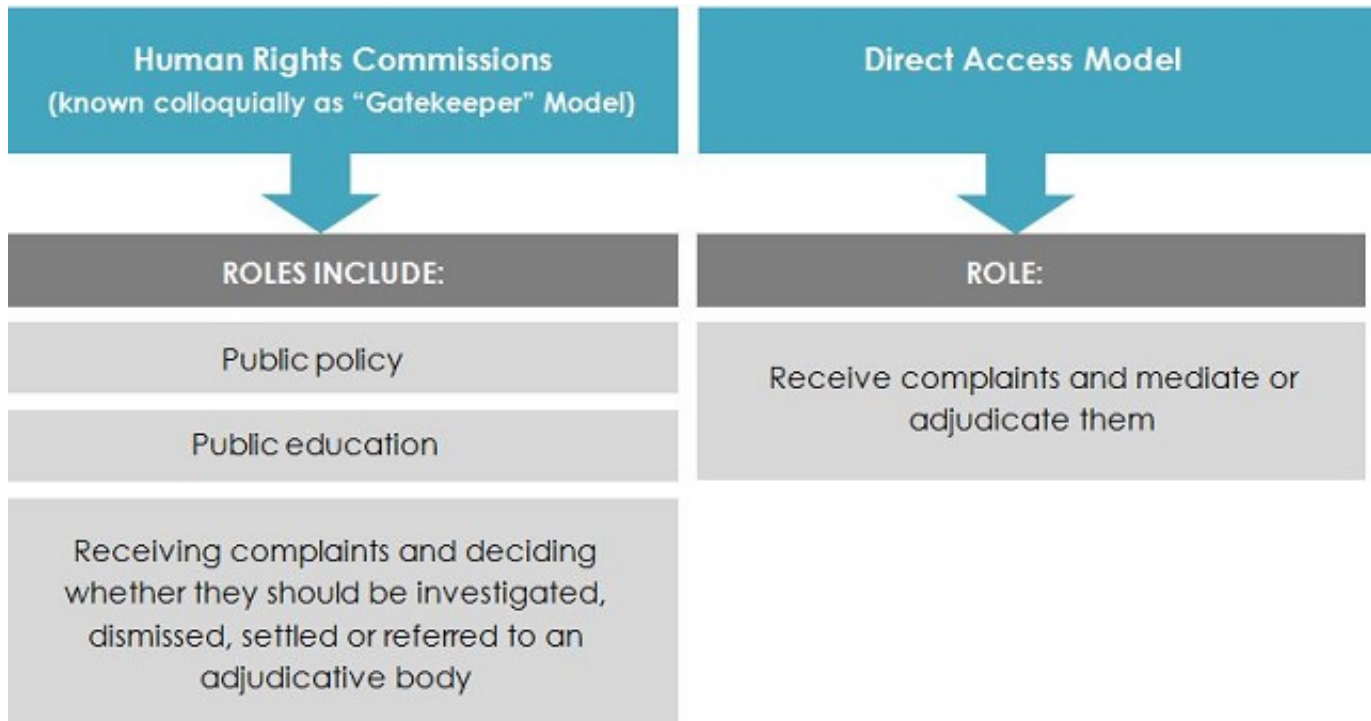 Human Rights Commissions
(known colloquially as “Gatekeeper” Model)
ROLES INCLUDE:
Public policy
Public education
Receiving complaints and deciding
whether they should be investigated,
dismissed, settled or referred to an
adjudicative body
Direct Access Model
ROLE:
Receive complaints and mediate or
adjudicate them